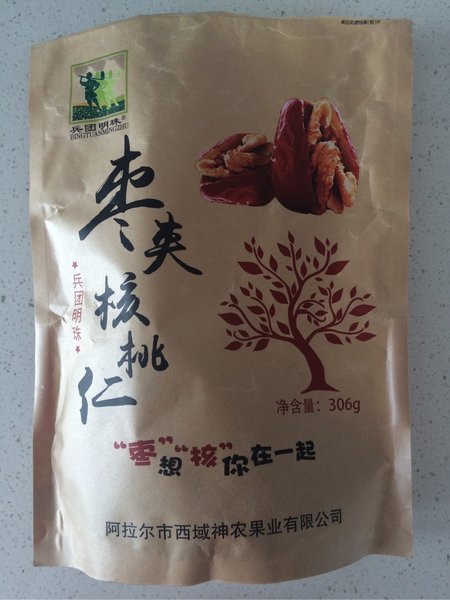 兵团明珠®
BINGTUANMINGZHU
枣夹核桃仁
★兵团明珠★
净含量：306g
“枣”想“核”你在一起
阿拉尔市西域神农果业有限公司